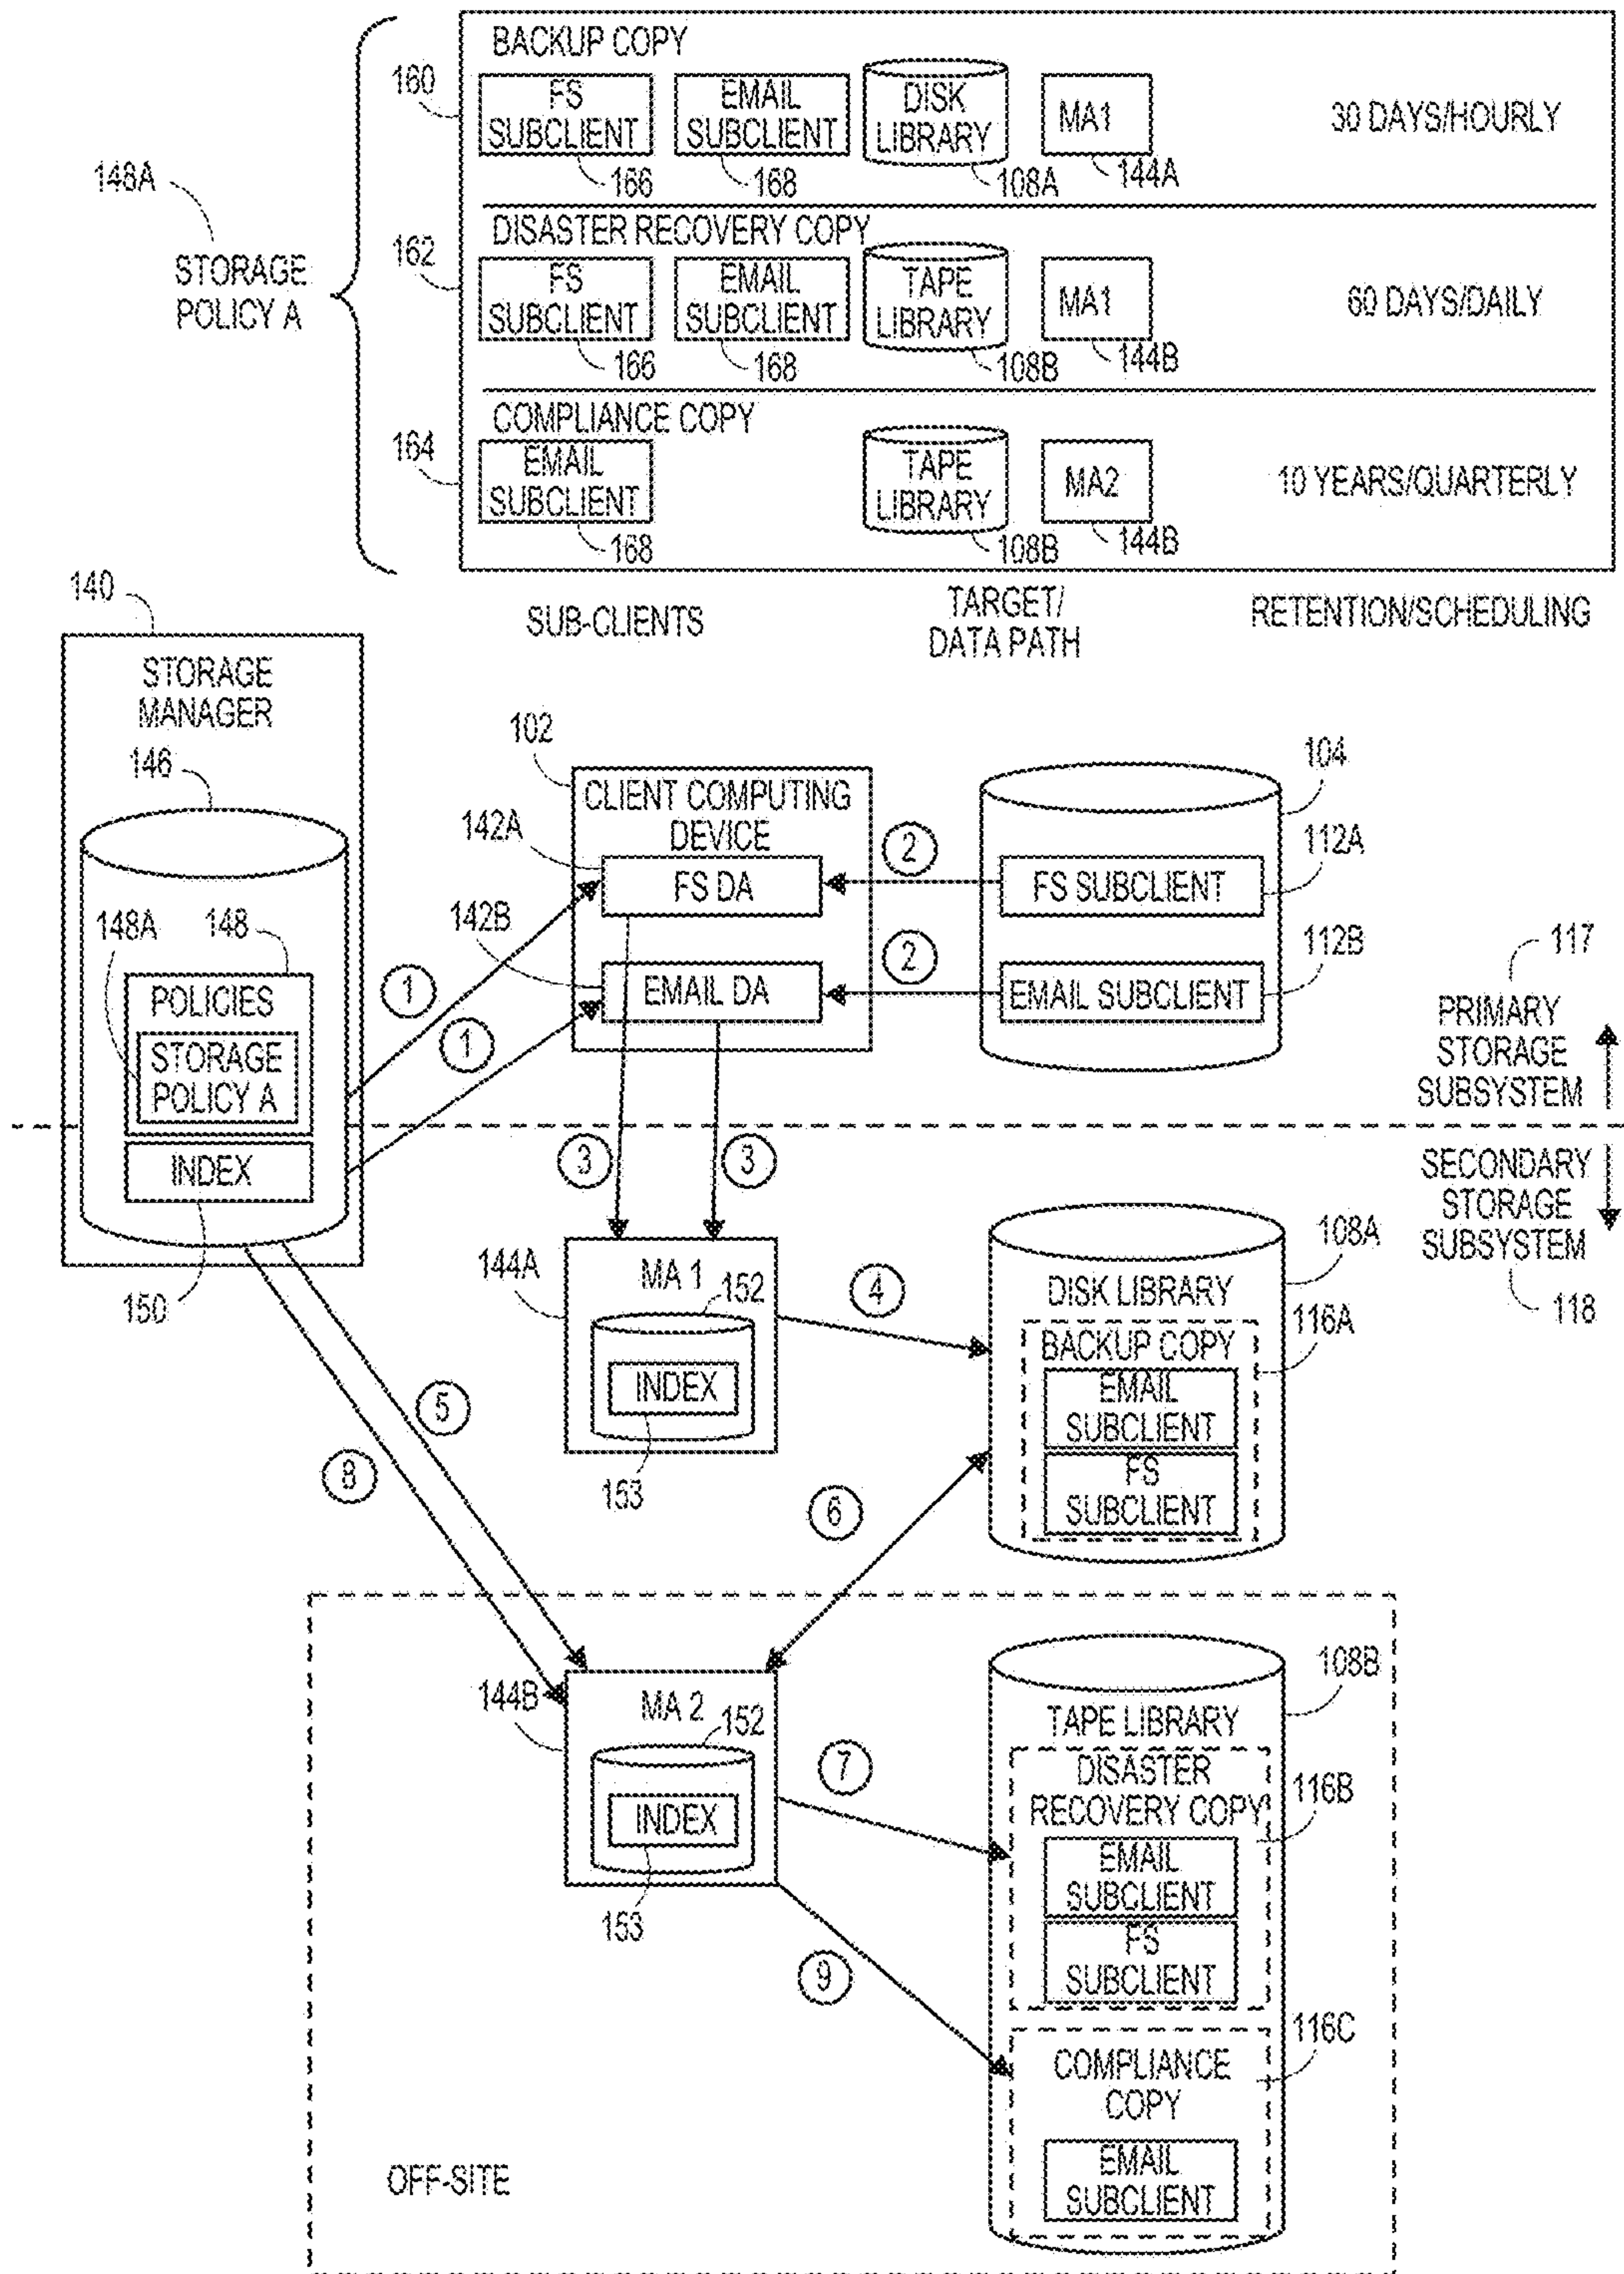 BACKUP COPY
160
FS
SUBCLIENT
EMAIL
SUBCLIENT
DISK
LIBRARY
MA1
30 DAYS/HOURLY
166
168
108A
144A
148A
STORAGE
POLICY A
DISASTER RECOVERY COPY
162
FS
SUBCLIENT
EMAIL
SUBCLIENT
TAPE
LIBRARY
MA1
60 DAYS/DAILY
166
168
108B
144B
COMPLIANCE COPY
164
EMAIL
SUBCLIENT
TAPE
LIBRARY
MA2
10 YEARS/QUARTERLY
168
108B
144B
SUB-CLIENTS
TARGET/
DATA PATH
RETENTION/SCHEDULING
140
STORAGE
MANAGER
146
148A
148
POLICIES
STORAGE
POLICY A
INDEX
150
102
CLIENT COMPUTING
DEVICE
142A
FS DA
142B
EMAIL DA
104
112A
FS SUBCLIENT
112B
EMAIL SUBCLIENT
1
1
2
2
117
PRIMARY
STORAGE
SUBSYSTEM
SECONDARY
STORAGE
SUBSYSTEM
118
3
3
144A
MA 1
152
INDEX
153
4
108A
DISK LIBRARY
116A
BACKUP COPY
EMAIL
SUBCLIENT
FS
SUBCLIENT
5
8
6
144B
MA 2
152
INDEX
153
7
9
108B
TAPE LIBRARY
DISASTER
RECOVERY COPY
116B
EMAIL
SUBCLIENT
FS
SUBCLIENT
116C
COMPLIANCE
COPY
EMAIL
SUBCLIENT
OFF-SITE